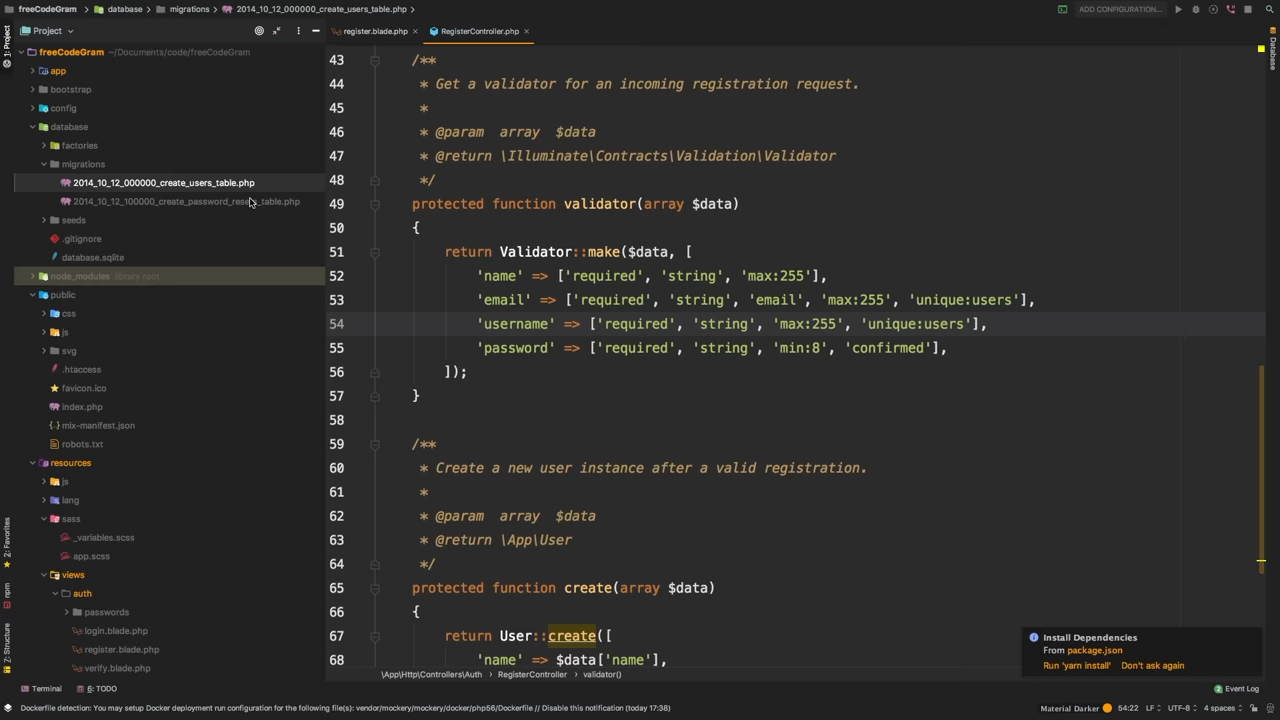 freeCodeGram > database > migrations > 2014_10_12_000000_create_users_table.php >
ADD CONFIGURATION...
Project
register.blade.php ×
RegisterController.php ×
1: Project
Database
freeCodeGram ~/Documents/code/freeCodeGram
app
bootstrap
config
database
factories
migrations
2014_10_12_000000_create_users_table.php
seeds
.gitignore
database.sqlite
node_modules library root
public
css
js
svg
.htaccess
favicon.ico
index.php
mix-manifest.json
robots.txt
resources
js
lang
sass
_variables.scss
app.scss
views
auth
passwords
login.blade.php
register.blade.php
verify.blade.php
2: Favorites
npm
7: Structure
43 /**
44 * Get a validator for an incoming registration request.
45 *
46 * @param array $data
47 * @return \Illuminate\Contracts\Validation\Validator
48 */
49 protected function validator(array $data)
50 {
51 return Validator::make($data, [
52 'name' => ['required', 'string', 'max:255'],
53 'email' => ['required', 'string', 'email', 'max:255', 'unique:users'],
54 'username' => ['required', 'string', 'max:255', 'unique:users'],
55 'password' => ['required', 'string', 'min:8', 'confirmed'],
56 ]);
57 }
58
59 /**
60 * Create a new user instance after a valid registration.
61 *
62 * @param array $data
63 * @return \App\User
64 */
65 protected function create(array $data)
66 {
67 return User::create([
68 'name' => $data['name'],
Install Dependencies
From package.json
Run 'yarn install' Don't ask again
\App\Http\Controllers\Auth > RegisterController > validator()
Terminal 6: TODO
2 Event Log
Dockerfile detection: You may setup Docker deployment run configuration for the following file(s): vendor/mockery/mockery/docker/php56/Dockerfile // Disable this notification (today 17:38)
Material Darker 54:22 LF UTF-8 4 spaces